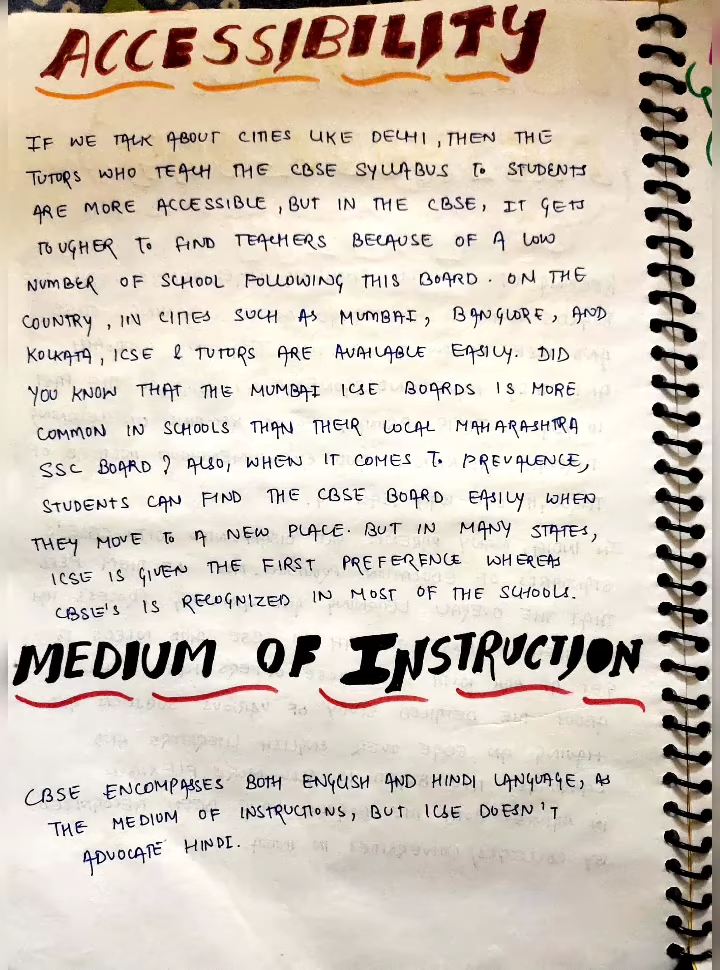 ACCESSIBILITY
IF WE TALK ABOUT CITIES LIKE DELHI, THEN THE
TUTORS WHO TEACH THE CBSE SYLLABUS TO STUDENTS
ARE MORE ACCESSIBLE, BUT IN THE CBSE, IT GETS
TOUGHER TO FIND TEACHERS BECAUSE OF A LOW
NUMBER OF SCHOOL FOLLOWING THIS BOARD. ON THE
COUNTRY, IN CITIES SUCH AS MUMBAI, BANGLORE, AND
KOLKATA, ICSE & TUTORS ARE AVAILABLE EASILY. DID
YOU KNOW THAT THE MUMBAI ICSE BOARDS IS MORE
COMMON IN SCHOOLS THAN THEIR LOCAL MAHARASHTRA
SSC BOARD? ALSO, WHEN IT COMES TO PREVALENCE,
STUDENTS CAN FIND THE CBSE BOARD EASILY WHEN
THEY MOVE TO A NEW PLACE. BUT IN MANY STATES,
ICSE IS GIVEN THE FIRST PREFERENCE WHEREAS
CBSE'S IS RECOGNIZED IN MOST OF THE SCHOOLS.
MEDIUM OF INSTRUCTION
CBSE ENCOMPASSES BOTH ENGLISH AND HINDI LANGUAGE, AS
THE MEDIUM OF INSTRUCTIONS, BUT ICSE DOESN'T
ADVOCATE HINDI.